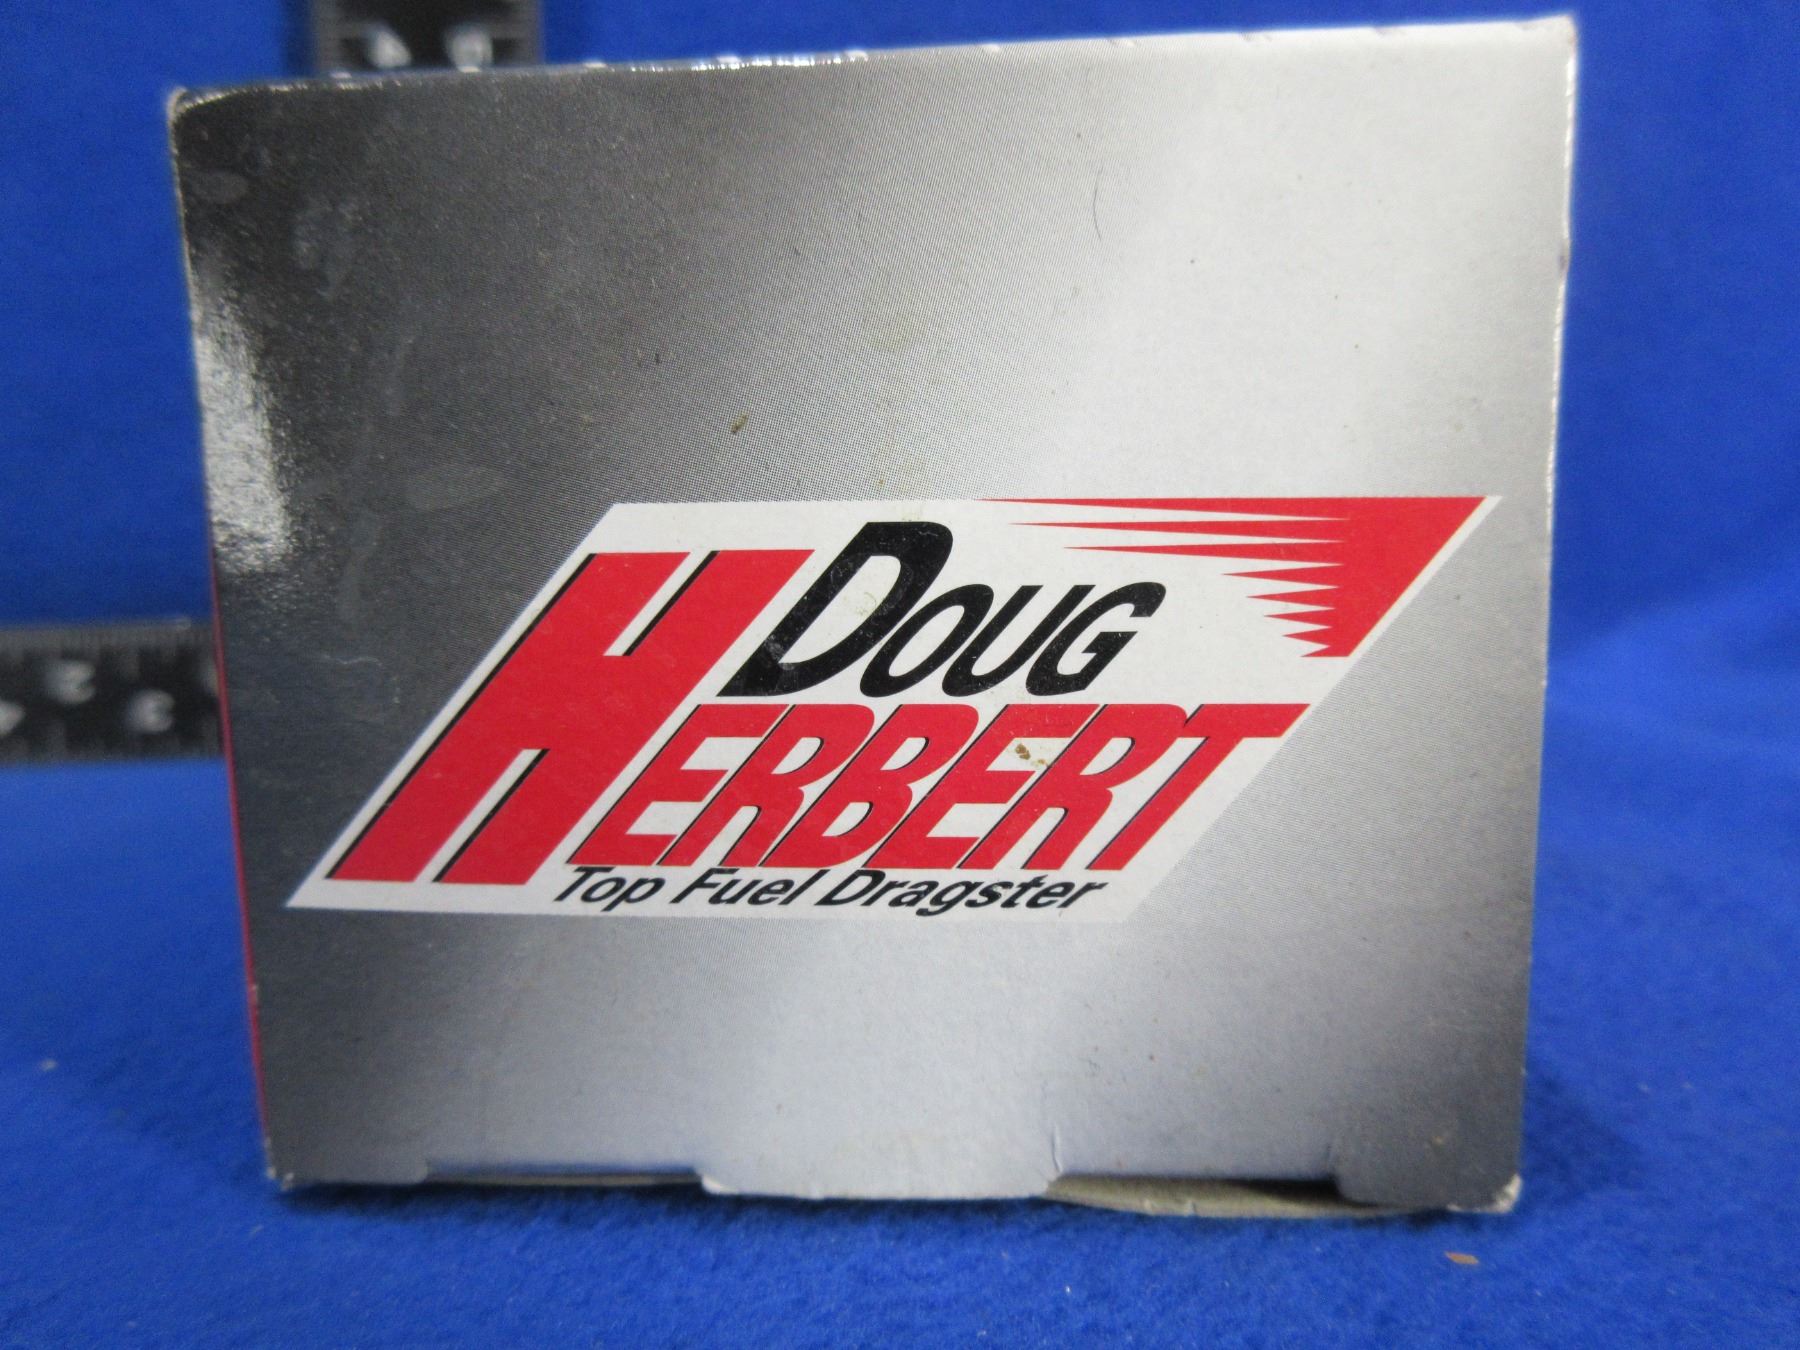 DOUG
HERBERT
Top Fuel Dragster